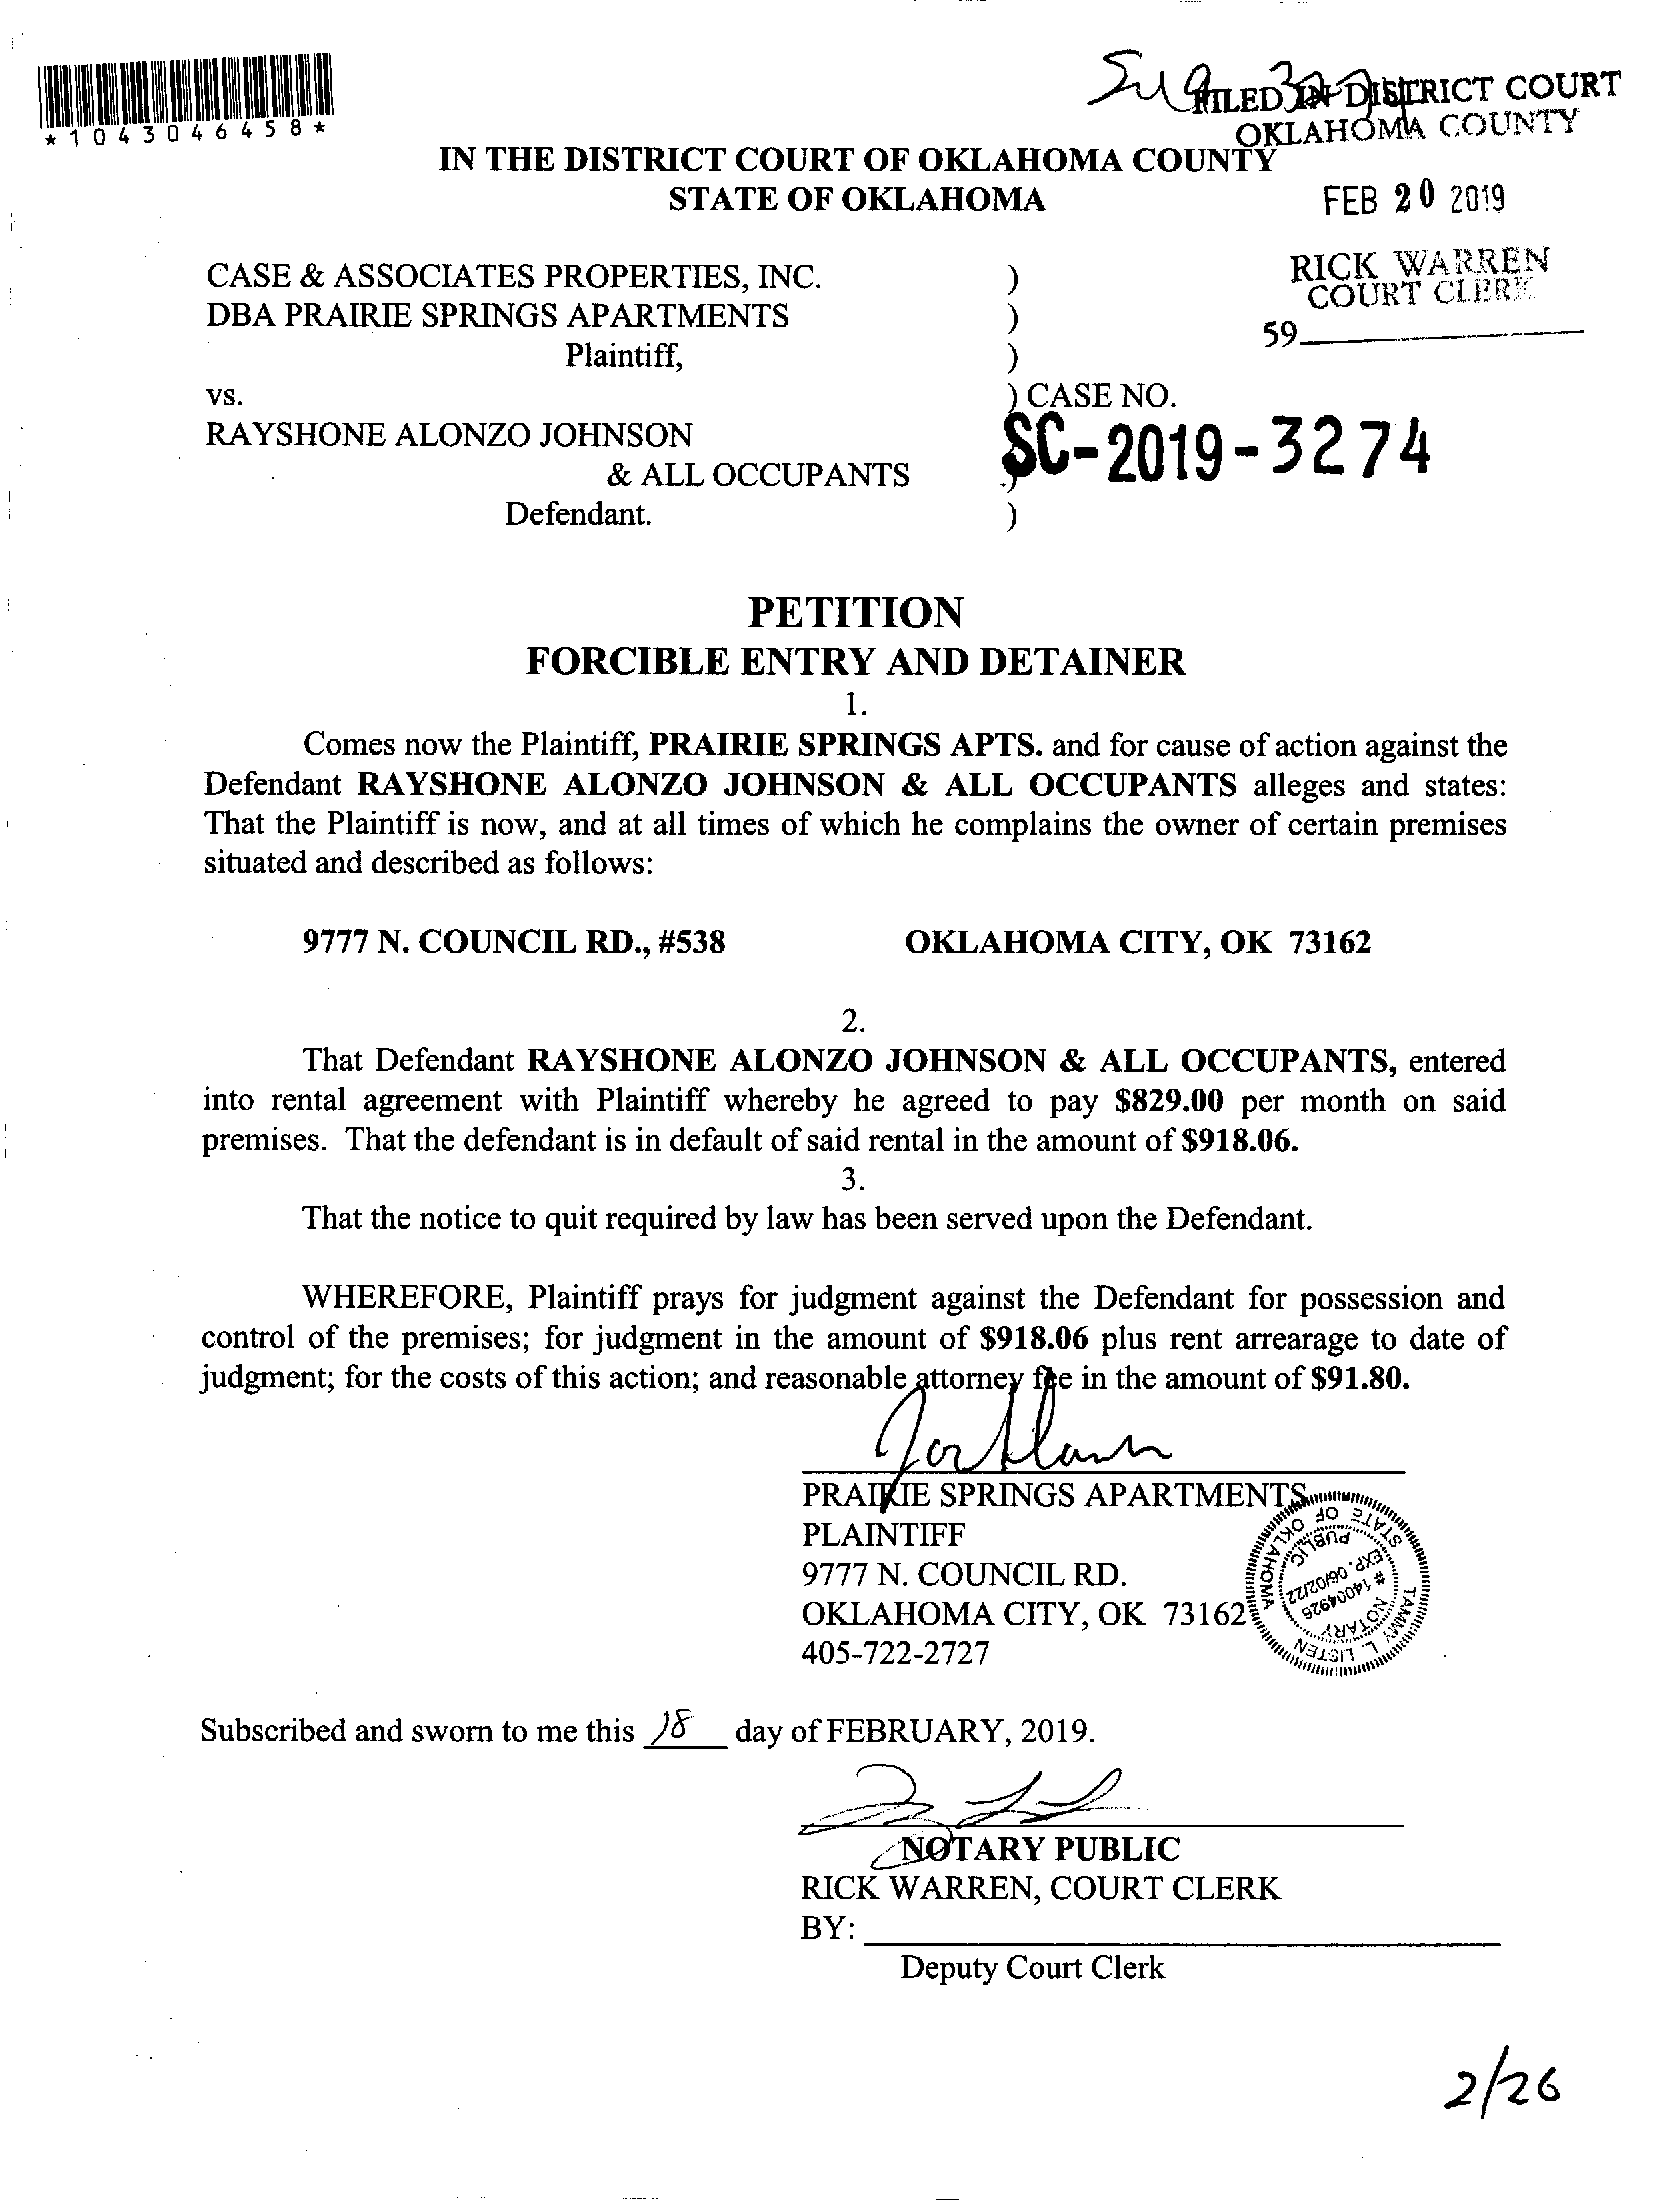 *1043046458*
FILED IN DISTRICT COURT
OKLAHOMA COUNTY
IN THE DISTRICT COURT OF OKLAHOMA COUNTY
STATE OF OKLAHOMA
FEB 20 2019
RICK WARREN
COURT CLERK
59
CASE & ASSOCIATES PROPERTIES, INC. )
DBA PRAIRIE SPRINGS APARTMENTS )
Plaintiff, )
vs. ) CASE NO.
RAYSHONE ALONZO JOHNSON ) SC-2019-3274
& ALL OCCUPANTS )
Defendant. )
PETITION
FORCIBLE ENTRY AND DETAINER
1.
Comes now the Plaintiff, PRAIRIE SPRINGS APTS. and for cause of action against the
Defendant RAYSHONE ALONZO JOHNSON & ALL OCCUPANTS alleges and states:
That the Plaintiff is now, and at all times of which he complains the owner of certain premises
situated and described as follows:
9777 N. COUNCIL RD., #538 OKLAHOMA CITY, OK 73162
2.
That Defendant RAYSHONE ALONZO JOHNSON & ALL OCCUPANTS, entered
into rental agreement with Plaintiff whereby he agreed to pay $829.00 per month on said
premises. That the defendant is in default of said rental in the amount of $918.06.
3.
That the notice to quit required by law has been served upon the Defendant.
WHEREFORE, Plaintiff prays for judgment against the Defendant for possession and
control of the premises; for judgment in the amount of $918.06 plus rent arrearage to date of
judgment; for the costs of this action; and reasonable attorney fee in the amount of $91.80.
PRAIRIE SPRINGS APARTMENTS
PLAINTIFF
9777 N. COUNCIL RD.
OKLAHOMA CITY, OK 73162
405-722-2727
TAMMY L. LISTEN
NOTARY
# 14004926
EXP. 06/02/22
PUBLIC
STATE OF OKLAHOMA
Subscribed and sworn to me this 18 day of FEBRUARY, 2019.
NOTARY PUBLIC
RICK WARREN, COURT CLERK
BY:
Deputy Court Clerk
2/26